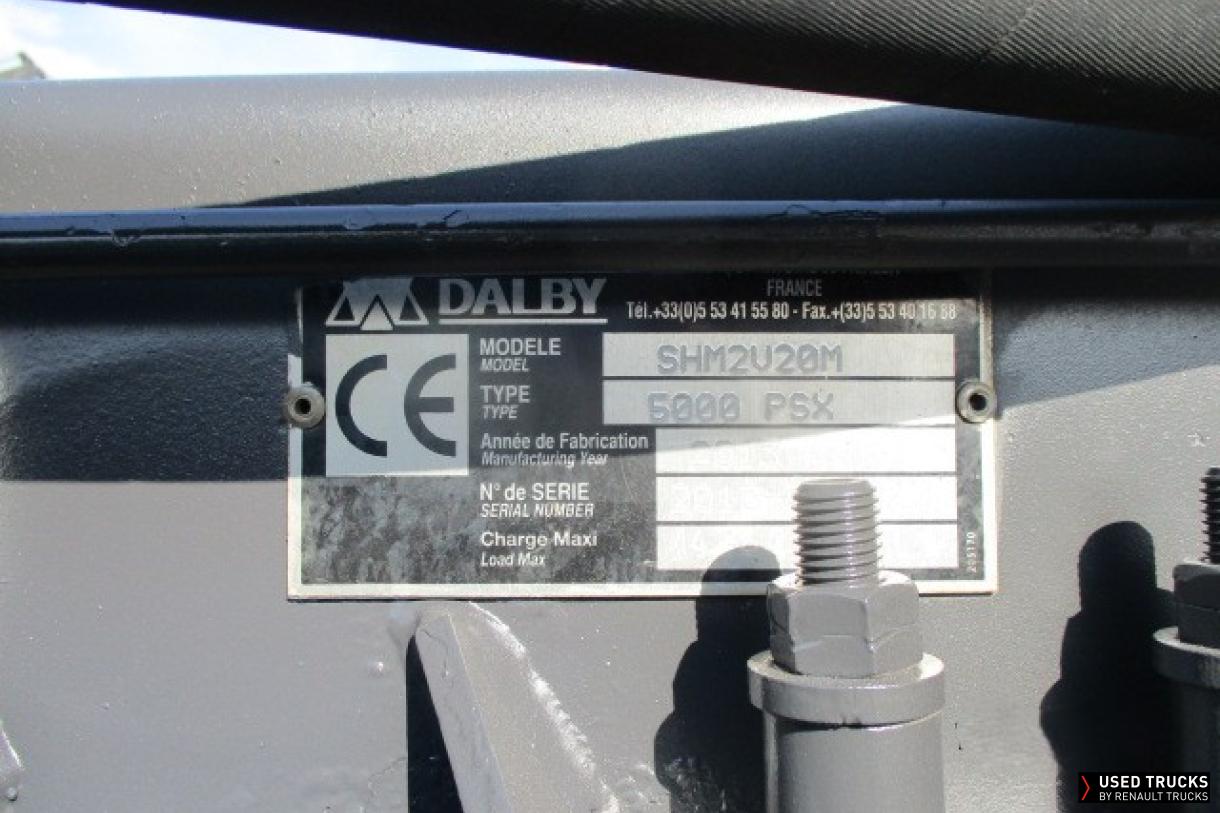 FRANCE
DALBY
Tél.+33(0)5 53 41 55 80 - Fax.+(33)5 53 40 16 88
CE
MODELE
MODEL
SHM2V20M
TYPE
TYPE
5000 PSX
Année de Fabrication
Manufacturing Year
N° de SERIE
SERIAL NUMBER
Charge Maxi
Load Max
205170
USED TRUCKS
BY RENAULT TRUCKS